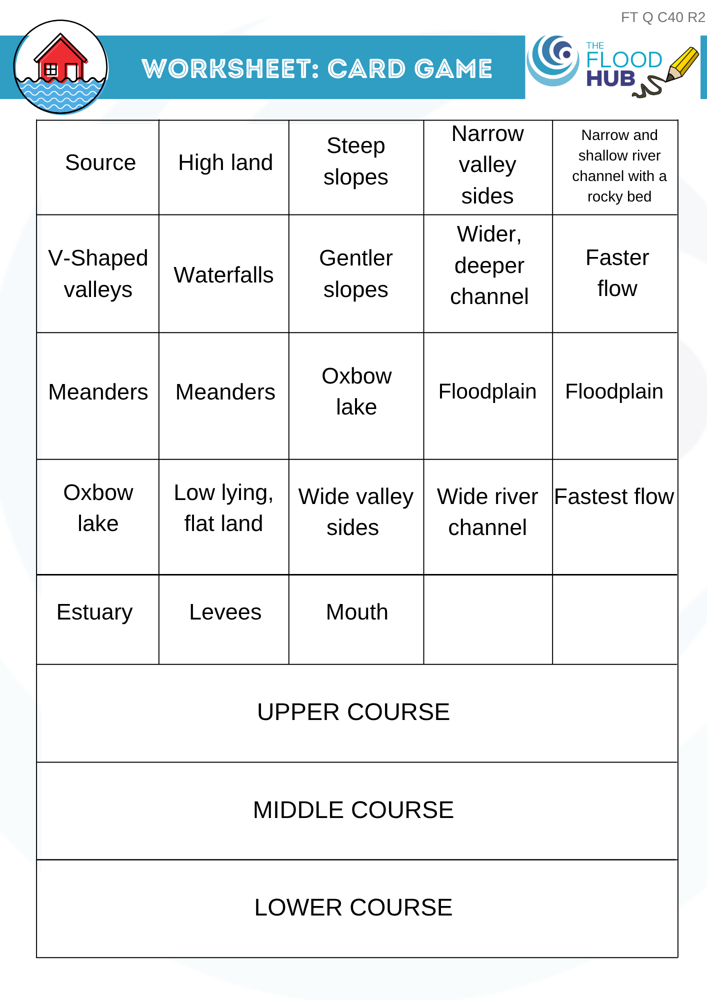 FT Q C40 R2
WORKSHEET: CARD GAME
THE
FLOOD
HUB
Source
High land
Steep
slopes
Narrow
valley
sides
Narrow and
shallow river
channel with a
rocky bed
V-Shaped
valleys
Waterfalls
Gentler
slopes
Wider,
deeper
channel
Faster
flow
Meanders
Meanders
Oxbow
lake
Floodplain
Floodplain
Oxbow
lake
Low lying,
flat land
Wide valley
sides
Wide river
channel
Fastest flow
Estuary
Levees
Mouth
UPPER COURSE
MIDDLE COURSE
LOWER COURSE